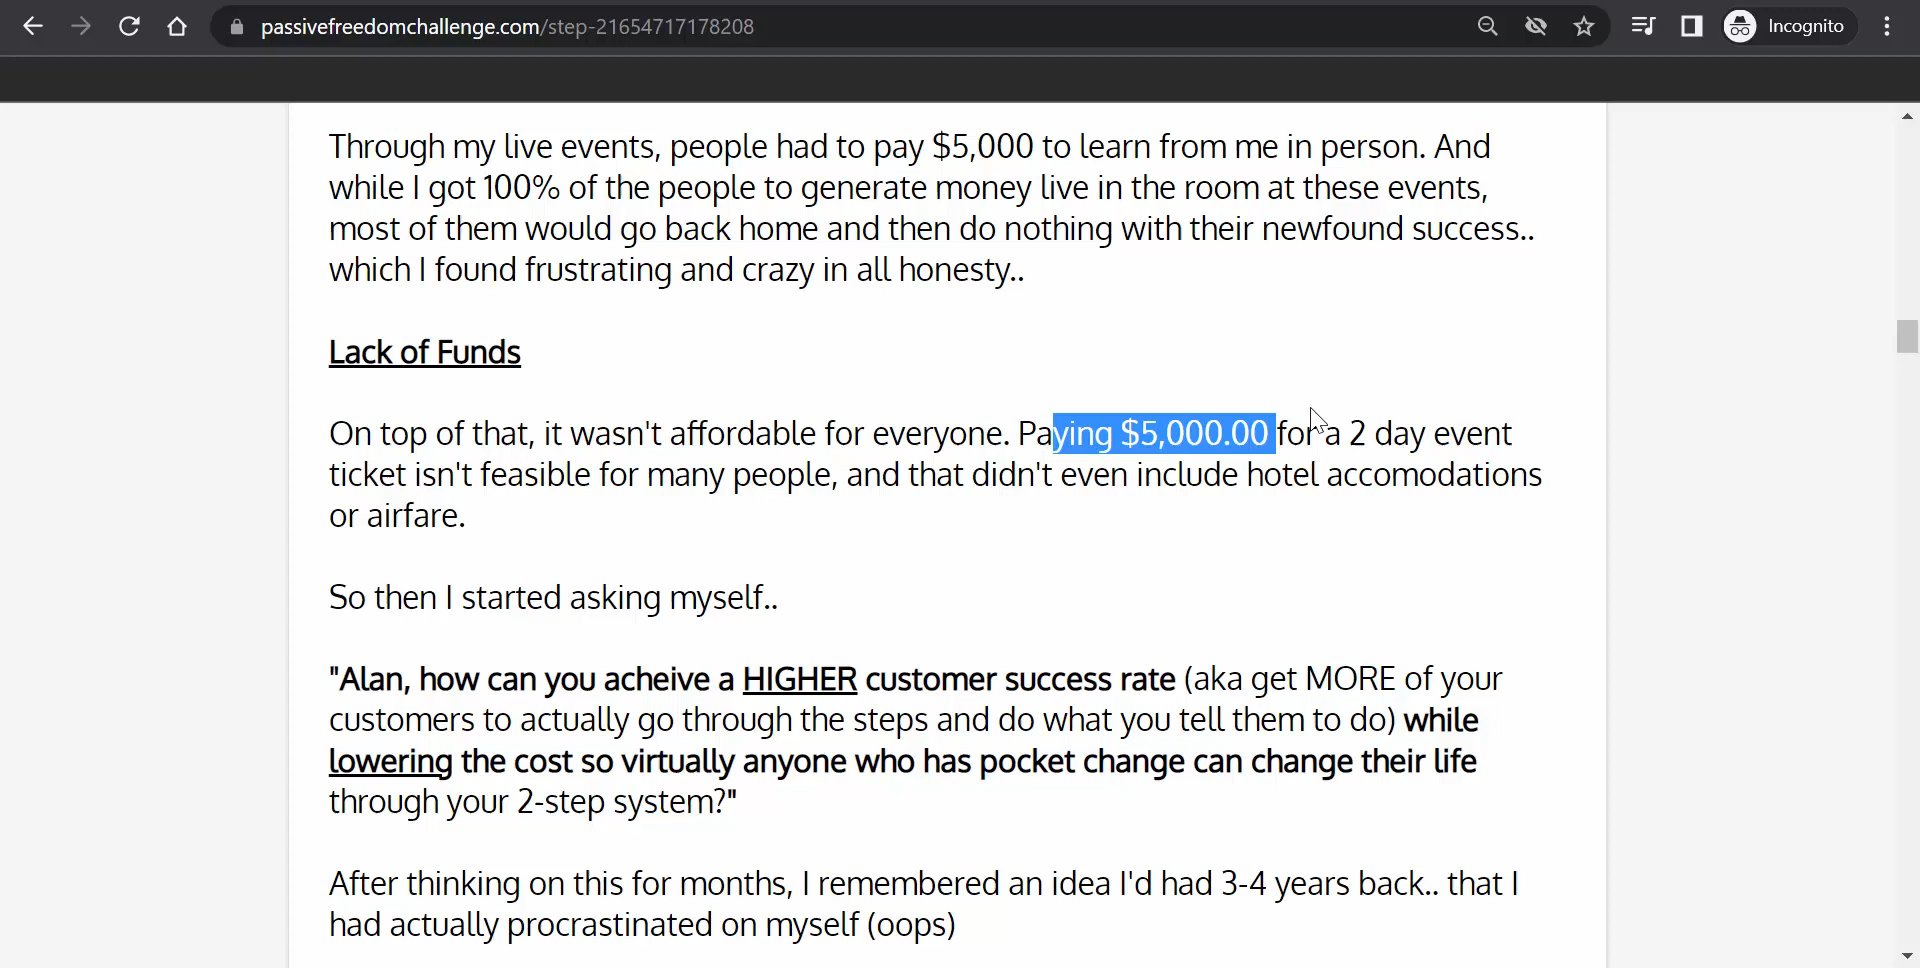 passivefreedomchallenge.com/step-21654717178208
Incognito
Through my live events, people had to pay $5,000 to learn from me in person. And
while I got 100% of the people to generate money live in the room at these events,
most of them would go back home and then do nothing with their newfound success..
which I found frustrating and crazy in all honesty..
Lack of Funds
On top of that, it wasn't affordable for everyone. Paying $5,000.00 for a 2 day event
ticket isn't feasible for many people, and that didn't even include hotel accomodations
or airfare.
So then I started asking myself..
"Alan, how can you acheive a HIGHER customer success rate (aka get MORE of your
customers to actually go through the steps and do what you tell them to do) while
lowering the cost so virtually anyone who has pocket change can change their life
through your 2-step system?"
After thinking on this for months, I remembered an idea I'd had 3-4 years back.. that I
had actually procrastinated on myself (oops)